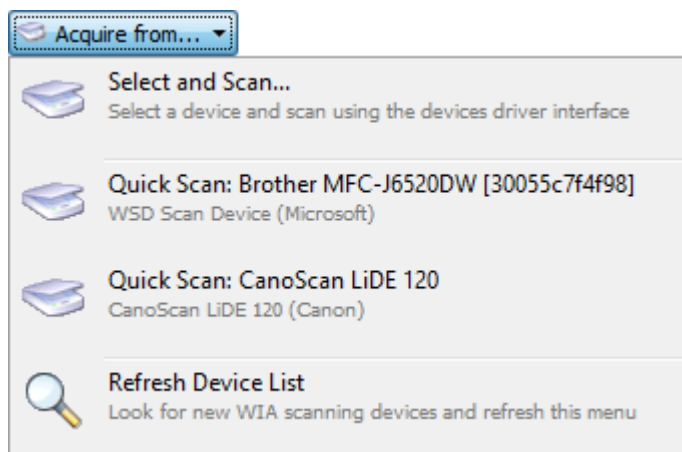 Acquire from...
Select and Scan...
Select a device and scan using the devices driver interface
Quick Scan: Brother MFC-J6520DW [30055c7f4f98]
WSD Scan Device (Microsoft)
Quick Scan: CanoScan LiDE 120
CanoScan LiDE 120 (Canon)
Refresh Device List
Look for new WIA scanning devices and refresh this menu